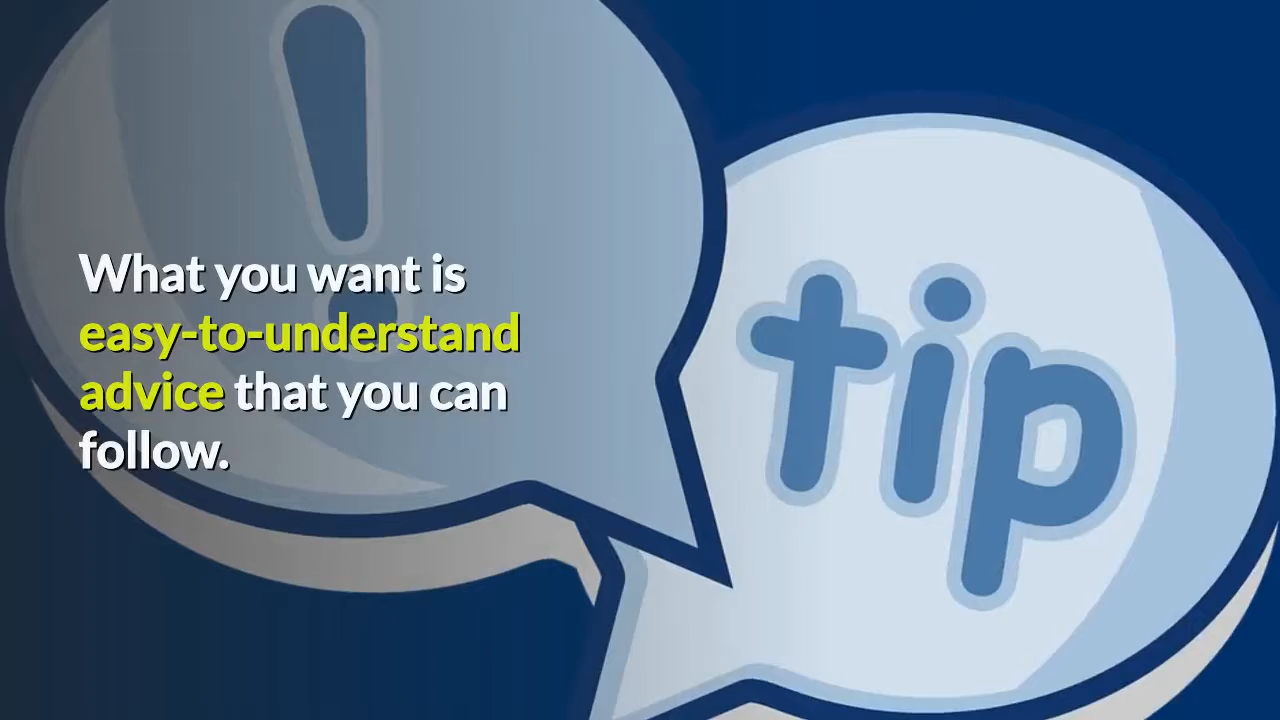 !
What you want is
easy-to-understand
advice that you can
follow.
tip